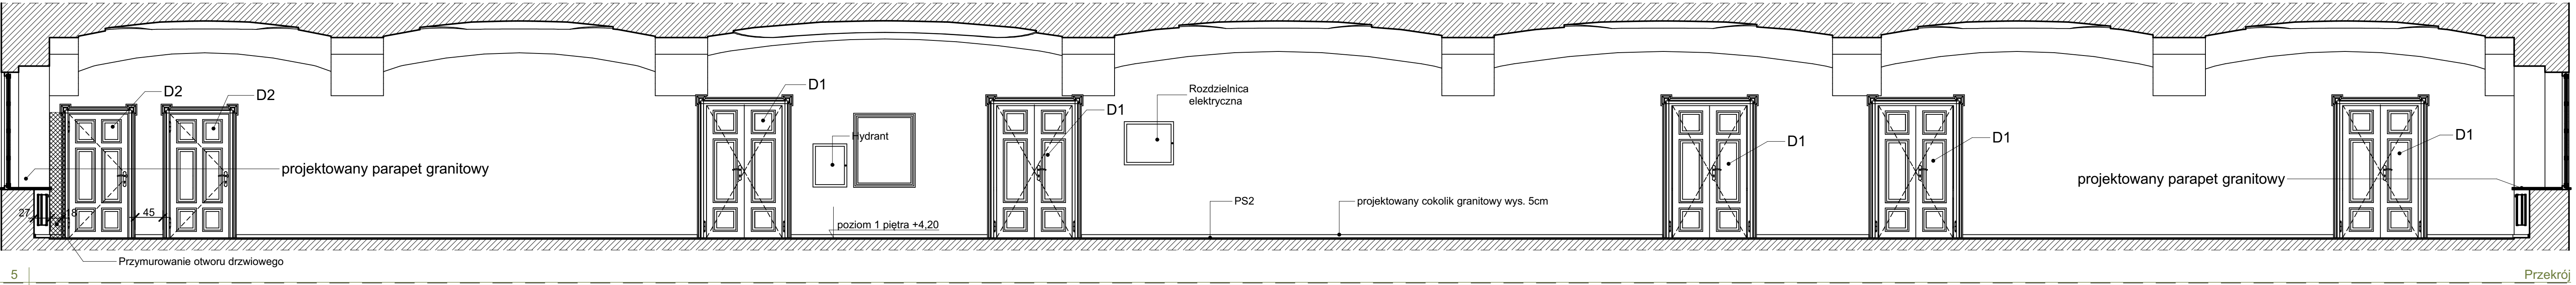 D2
D2
D1
D1
Rozdzielnica
elektryczna
Hydrant
D1
D1
D1
projektowany parapet granitowy
projektowany parapet granitowy
27
18
45
PS2
projektowany cokolik granitowy wys. 5cm
poziom 1 piętra +4,20
Przymurowanie otworu drzwiowego
5
Przekrój